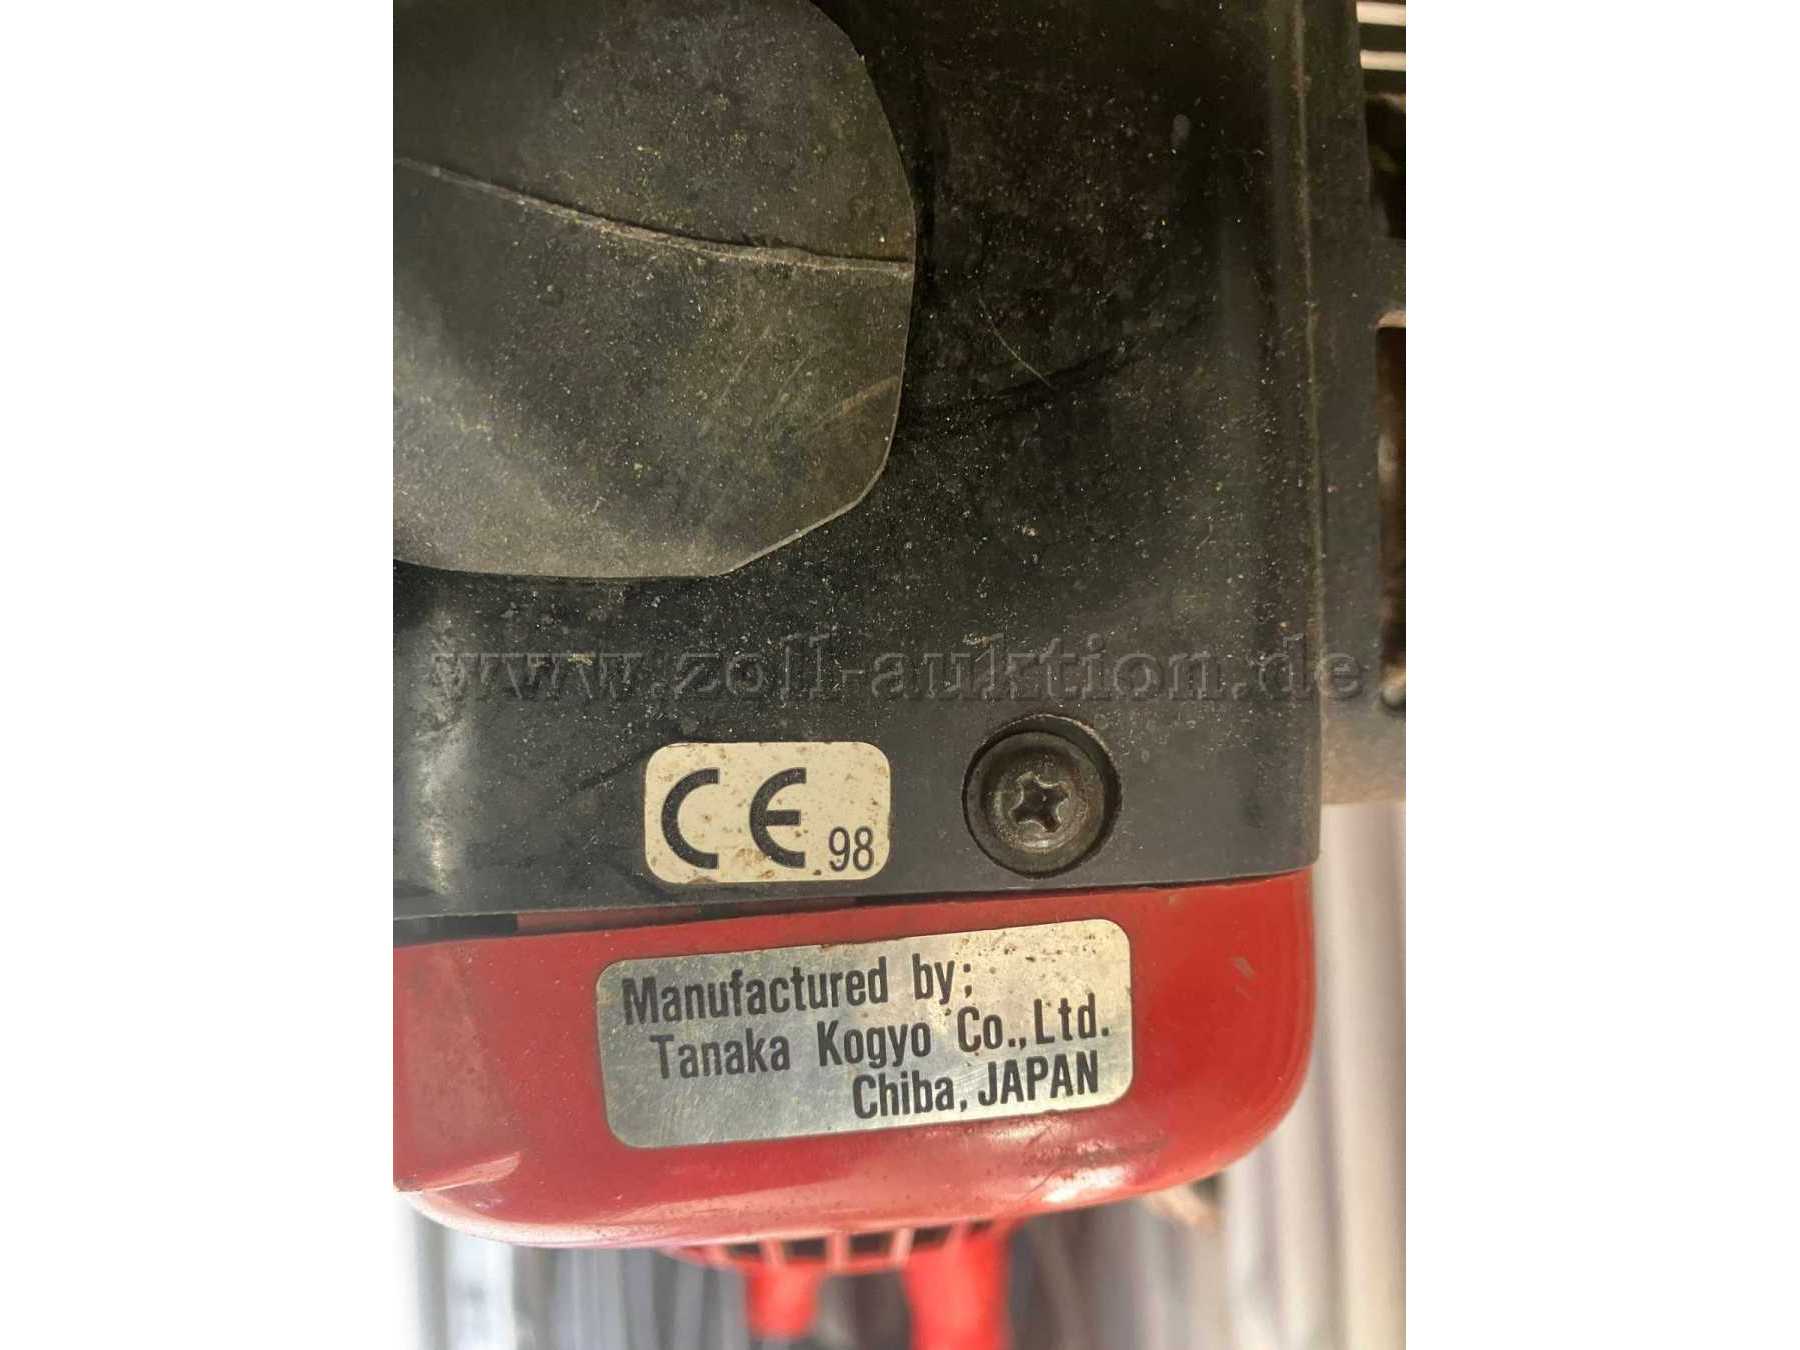 www.zoll-auktion.de
CE 98
Manufactured by;
Tanaka Kogyo Co.,Ltd.
Chiba, JAPAN